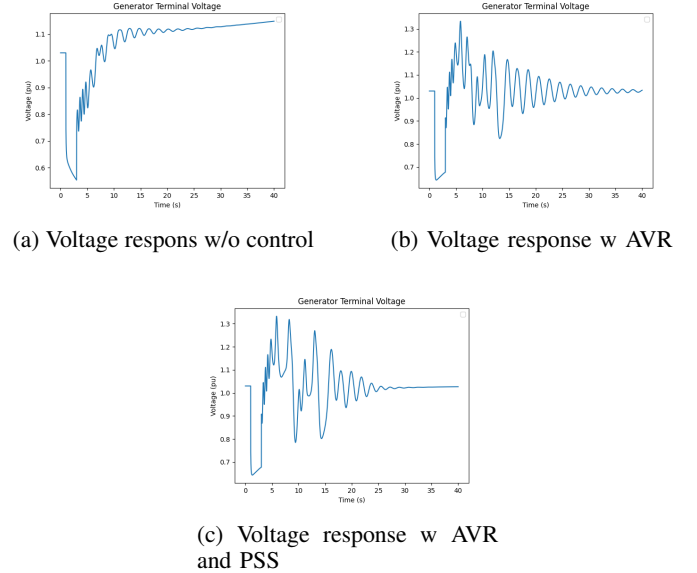 Generator Terminal Voltage
1.1
1.0
0.9
0.8
0.7
0.6
Voltage (pu)
0 5 10 15 20 25 30 35 40
Time (s)
(a) Voltage respons w/o control
Generator Terminal Voltage
1.3
1.2
1.1
1.0
0.9
0.8
0.7
Voltage (pu)
0 5 10 15 20 25 30 35 40
Time (s)
(b) Voltage response w AVR
Generator Terminal Voltage
1.3
1.2
1.1
1.0
0.9
0.8
0.7
Voltage (pu)
0 5 10 15 20 25 30 35 40
Time (s)
(c) Voltage response w AVR
and PSS